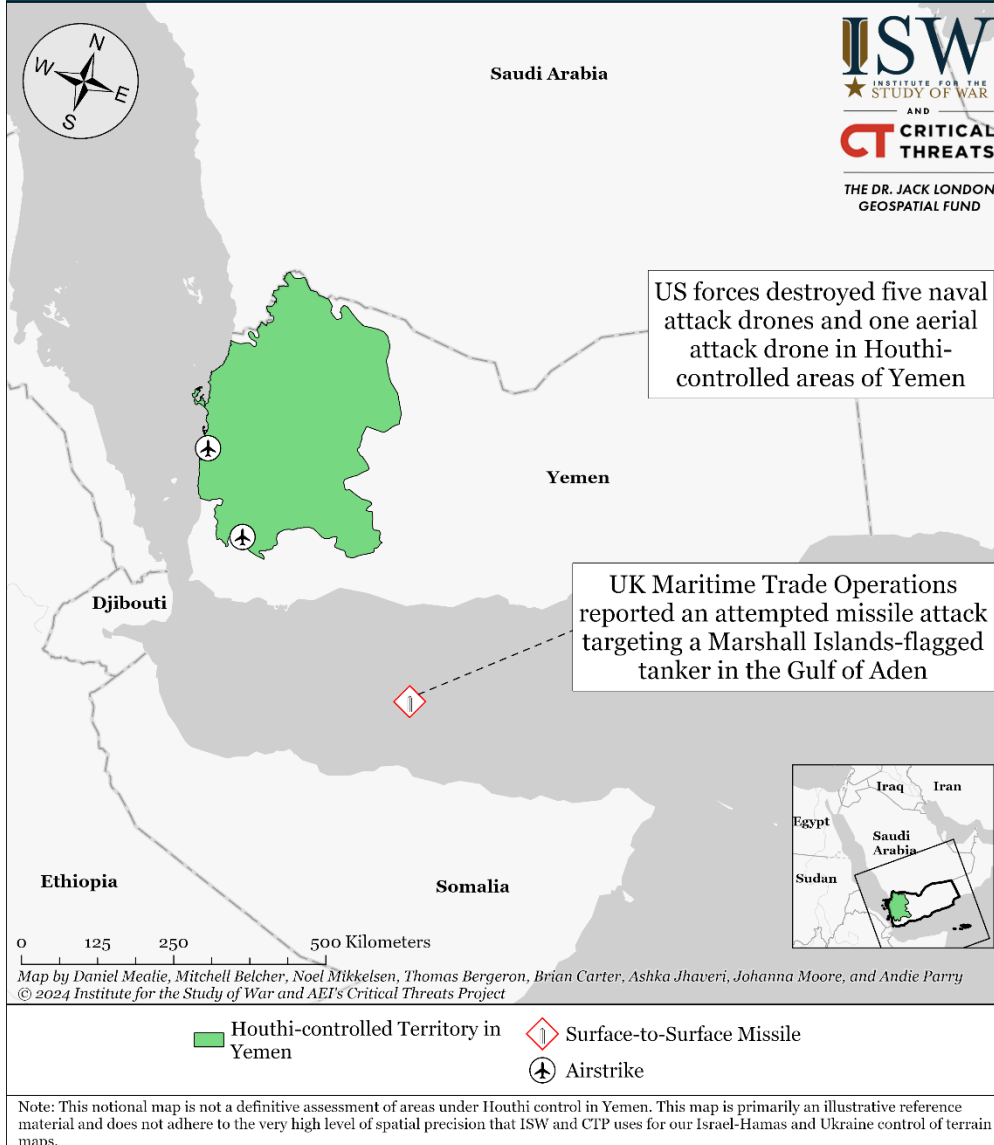 N
W
E
S
Saudi Arabia
ISW
INSTITUTE FOR THE
STUDY OF WAR
AND
CT CRITICAL
THREATS
THE DR. JACK LONDON
GEOSPATIAL FUND
US forces destroyed five naval
attack drones and one aerial
attack drone in Houthi-
controlled areas of Yemen
Yemen
UK Maritime Trade Operations
reported an attempted missile attack
targeting a Marshall Islands-flagged
tanker in the Gulf of Aden
Djibouti
Ethiopia
Somalia
Iraq
Iran
Egypt
Saudi
Arabia
Sudan
0 125 250 500 Kilometers
Map by Daniel Mealie, Mitchell Belcher, Noel Mikkelsen, Thomas Bergeron, Brian Carter, Ashka Jhaveri, Johanna Moore, and Andie Parry
© 2024 Institute for the Study of War and AEI's Critical Threats Project
Houthi-controlled Territory in
Yemen
Surface-to-Surface Missile
Airstrike
Note: This notional map is not a definitive assessment of areas under Houthi control in Yemen. This map is primarily an illustrative reference
material and does not adhere to the very high level of spatial precision that ISW and CTP uses for our Israel-Hamas and Ukraine control of terrain
maps.